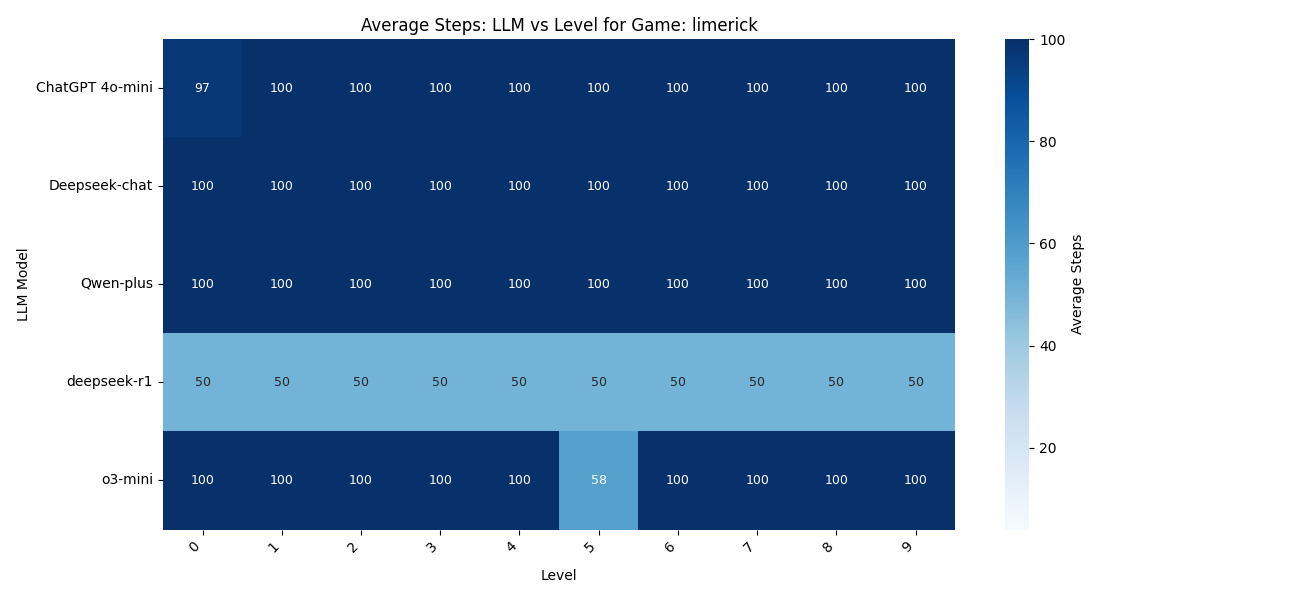 Average Steps: LLM vs Level for Game: limerick
LLM Model
ChatGPT 4o-mini 97 100 100 100 100 100 100 100 100 100
Deepseek-chat 100 100 100 100 100 100 100 100 100 100
Qwen-plus 100 100 100 100 100 100 100 100 100 100
deepseek-r1 50 50 50 50 50 50 50 50 50 50
o3-mini 100 100 100 100 100 58 100 100 100 100
0 1 2 3 4 5 6 7 8 9
Level
100
80
60
40
20
Average Steps